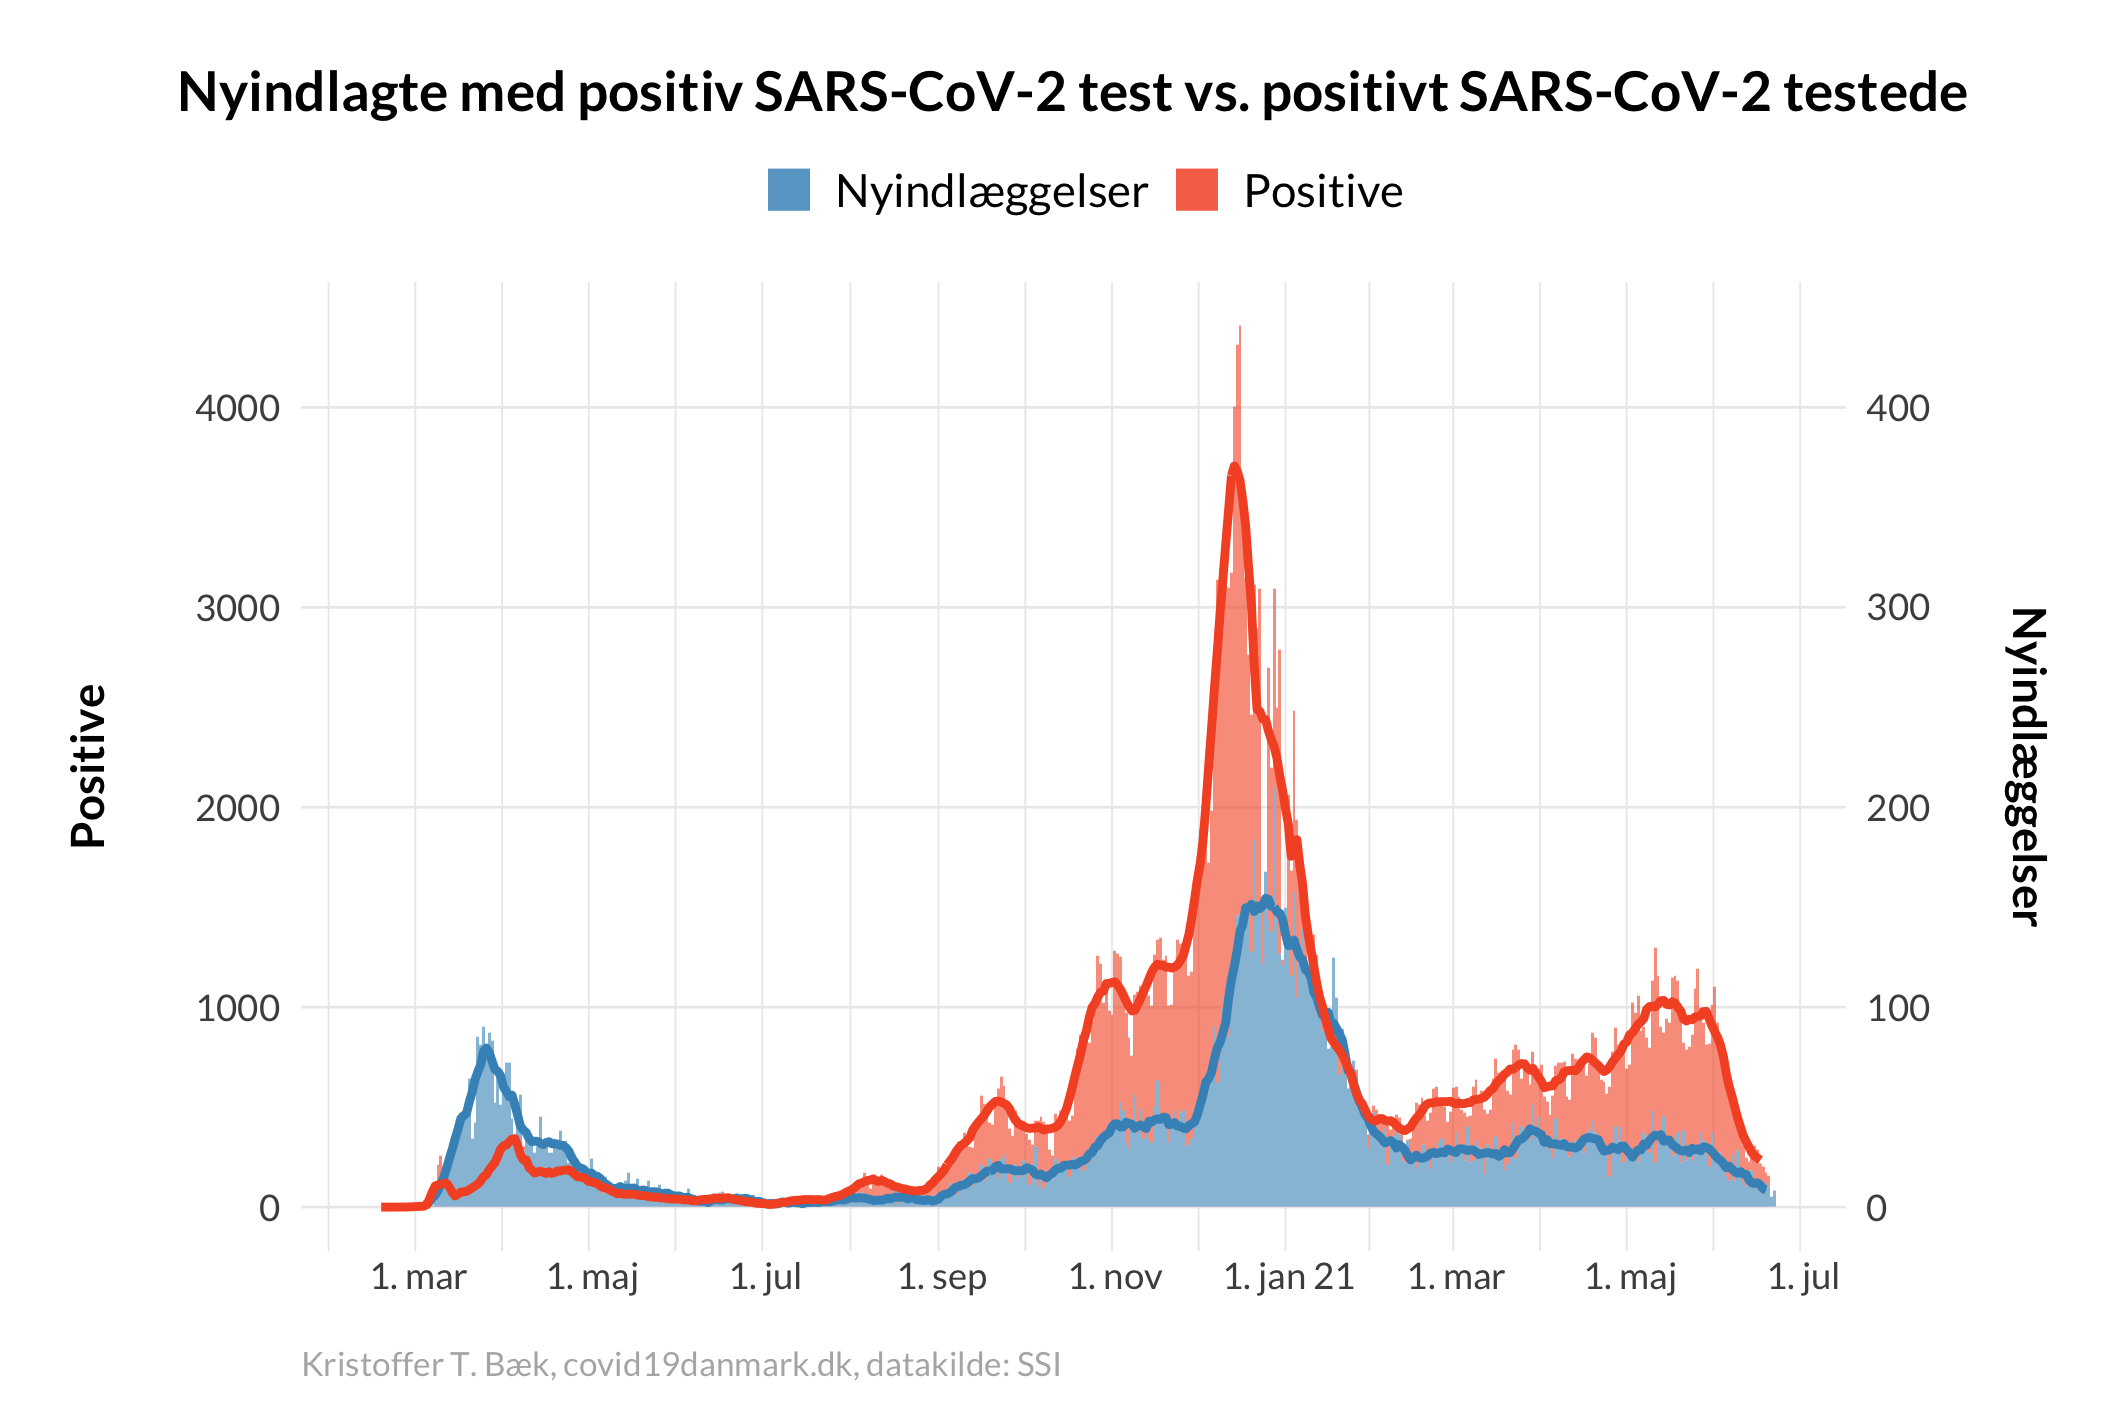 Nyindlagte med positiv SARS-CoV-2 test vs. positivt SARS-CoV-2 testede
Nyindlæggelser Positive
Positive
4000
3000
2000
1000
0
400
300
200
100
0
Nyindlæggelser
1. mar 1. maj 1. jul 1. sep 1. nov 1. jan 21 1. mar 1. maj 1. jul
Kristoffer T. Bæk, covid19danmark.dk, datakilde: SSI